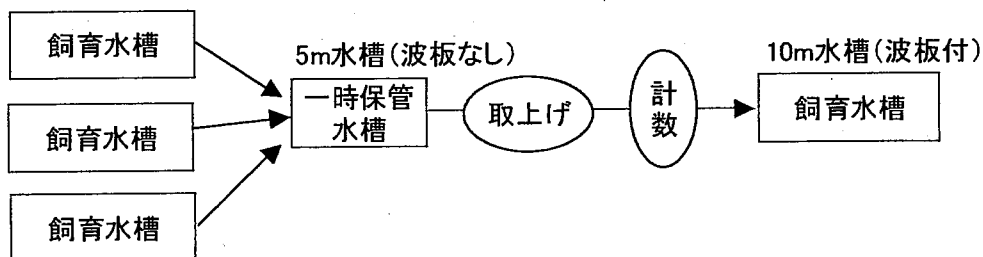 飼育水槽
飼育水槽
飼育水槽
5m水槽(波板なし)
一時保管
水槽
取上げ
計数
10m水槽(波板付)
飼育水槽